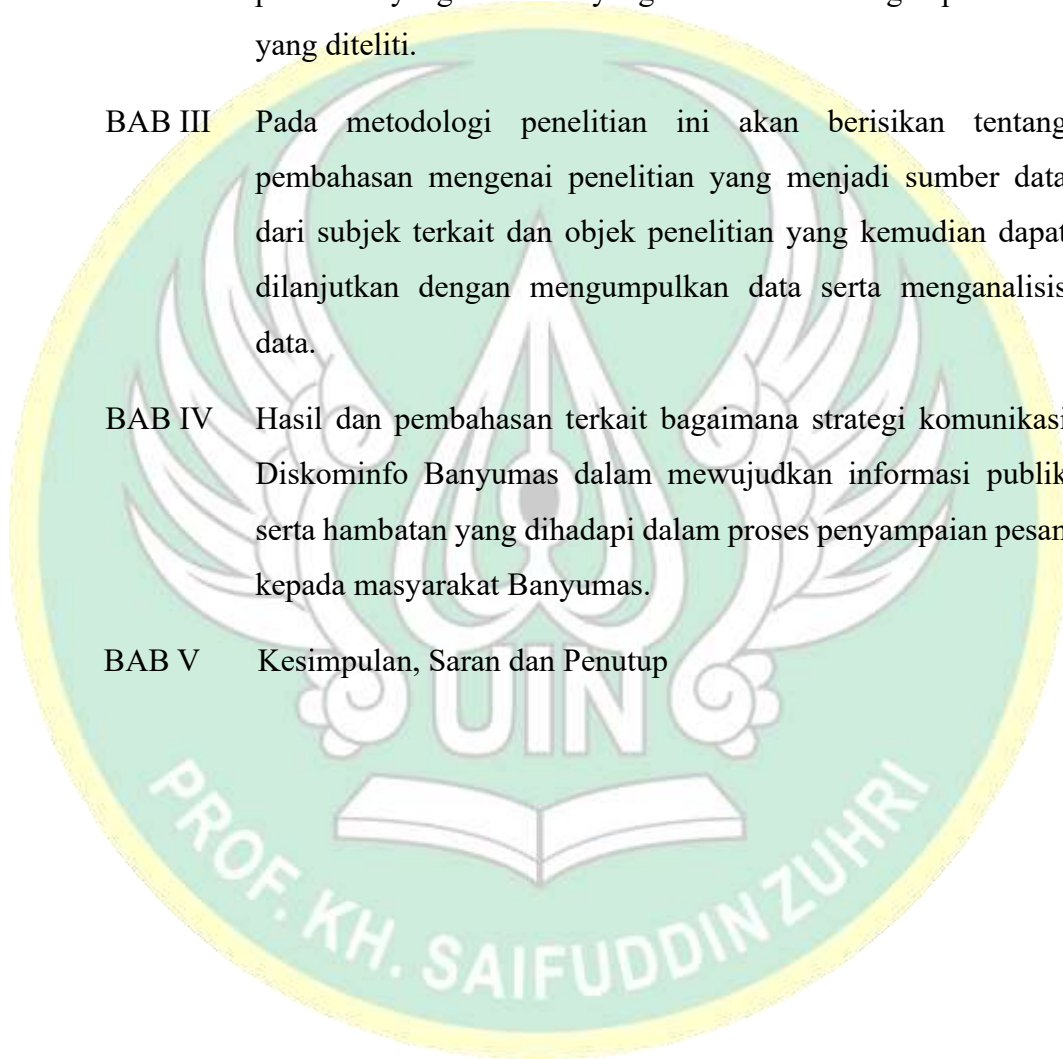 yang diteliti.
BAB III Pada metodologi penelitian ini akan berisikan tentang
pembahasan mengenai penelitian yang menjadi sumber data
dari subjek terkait dan objek penelitian yang kemudian dapat
dilanjutkan dengan mengumpulkan data serta menganalisis
data.
BAB IV Hasil dan pembahasan terkait bagaimana strategi komunikasi
Diskominfo Banyumas dalam mewujudkan informasi publik
serta hambatan yang dihadapi dalam proses penyampaian pesan
kepada masyarakat Banyumas.
BAB V Kesimpulan, Saran dan Penutup
UIN
PROF. KH. SAIFUDDIN ZUHRI